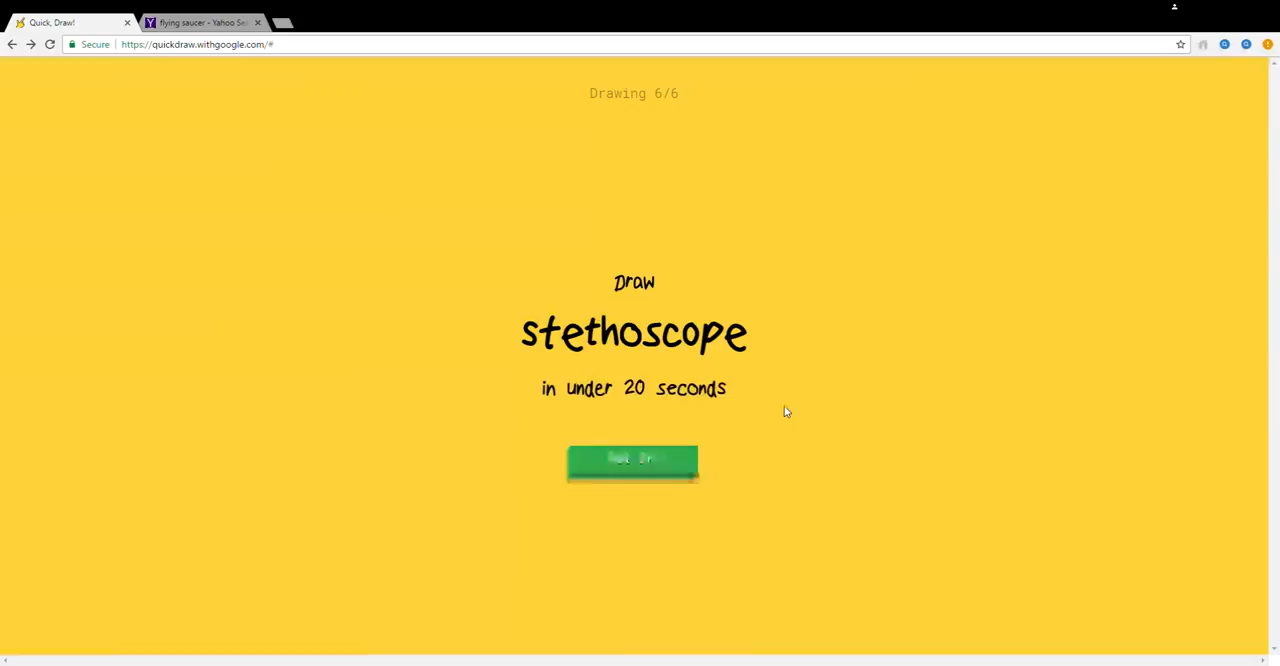 Quick, Draw!
flying saucer - Yahoo Se
Secure
https://quickdraw.withgoogle.com/#
Drawing 6/6
Draw
stethoscope
in under 20 seconds